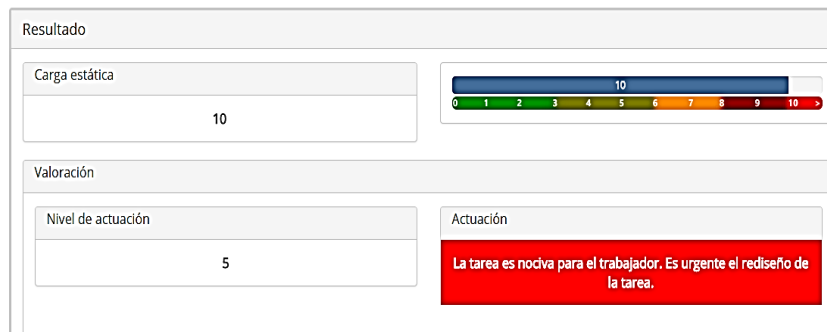 Resultado
Carga estática
10
10
0 1 2 3 4 5 6 7 8 9 10 >
Valoración
Nivel de actuación
5
Actuación
La tarea es nociva para el trabajador. Es urgente el rediseño de
la tarea.